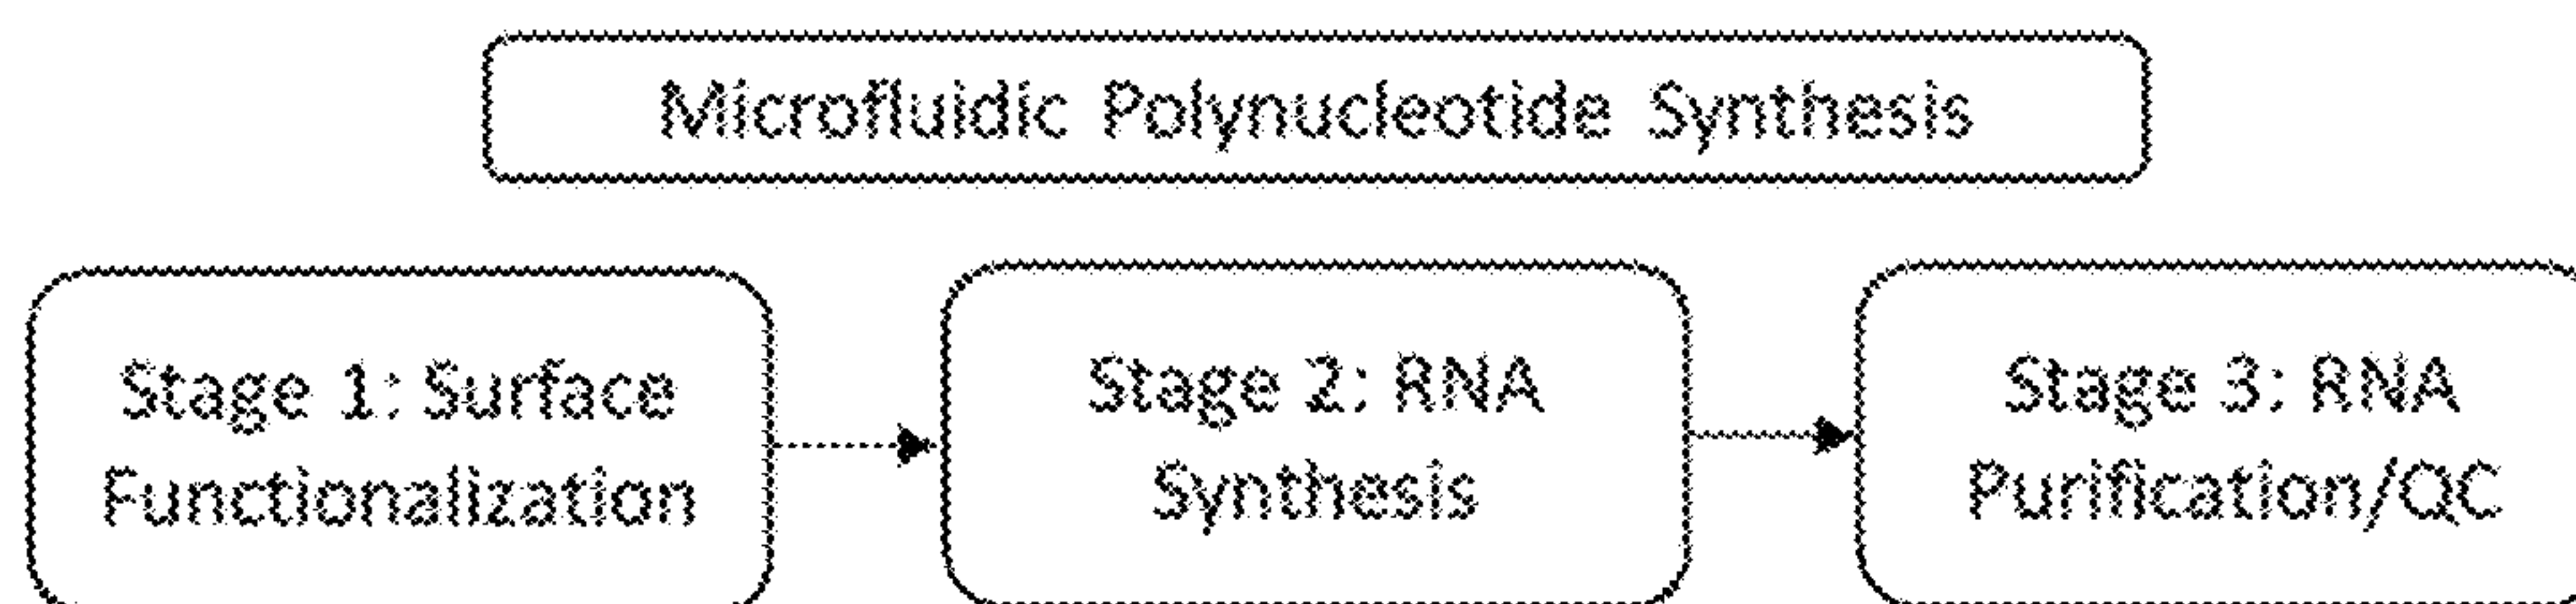 Microfluidic Polynucleotide Synthesis
Stage 1: Surface
Functionalization
Stage 2: RNA
Synthesis
Stage 3: RNA
Purification/QC